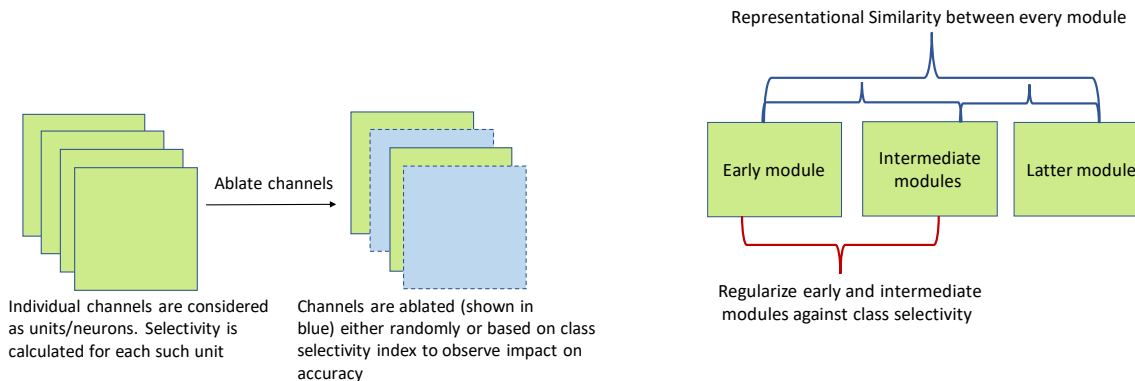 Representational Similarity between every module
Early module
Intermediate
modules
Latter module
Ablate channels
Regularize early and intermediate
modules against class selectivity
Individual channels are considered
as units/neurons. Selectivity is
calculated for each such unit
Channels are ablated (shown in
blue) either randomly or based on class
selectivity index to observe impact on
accuracy